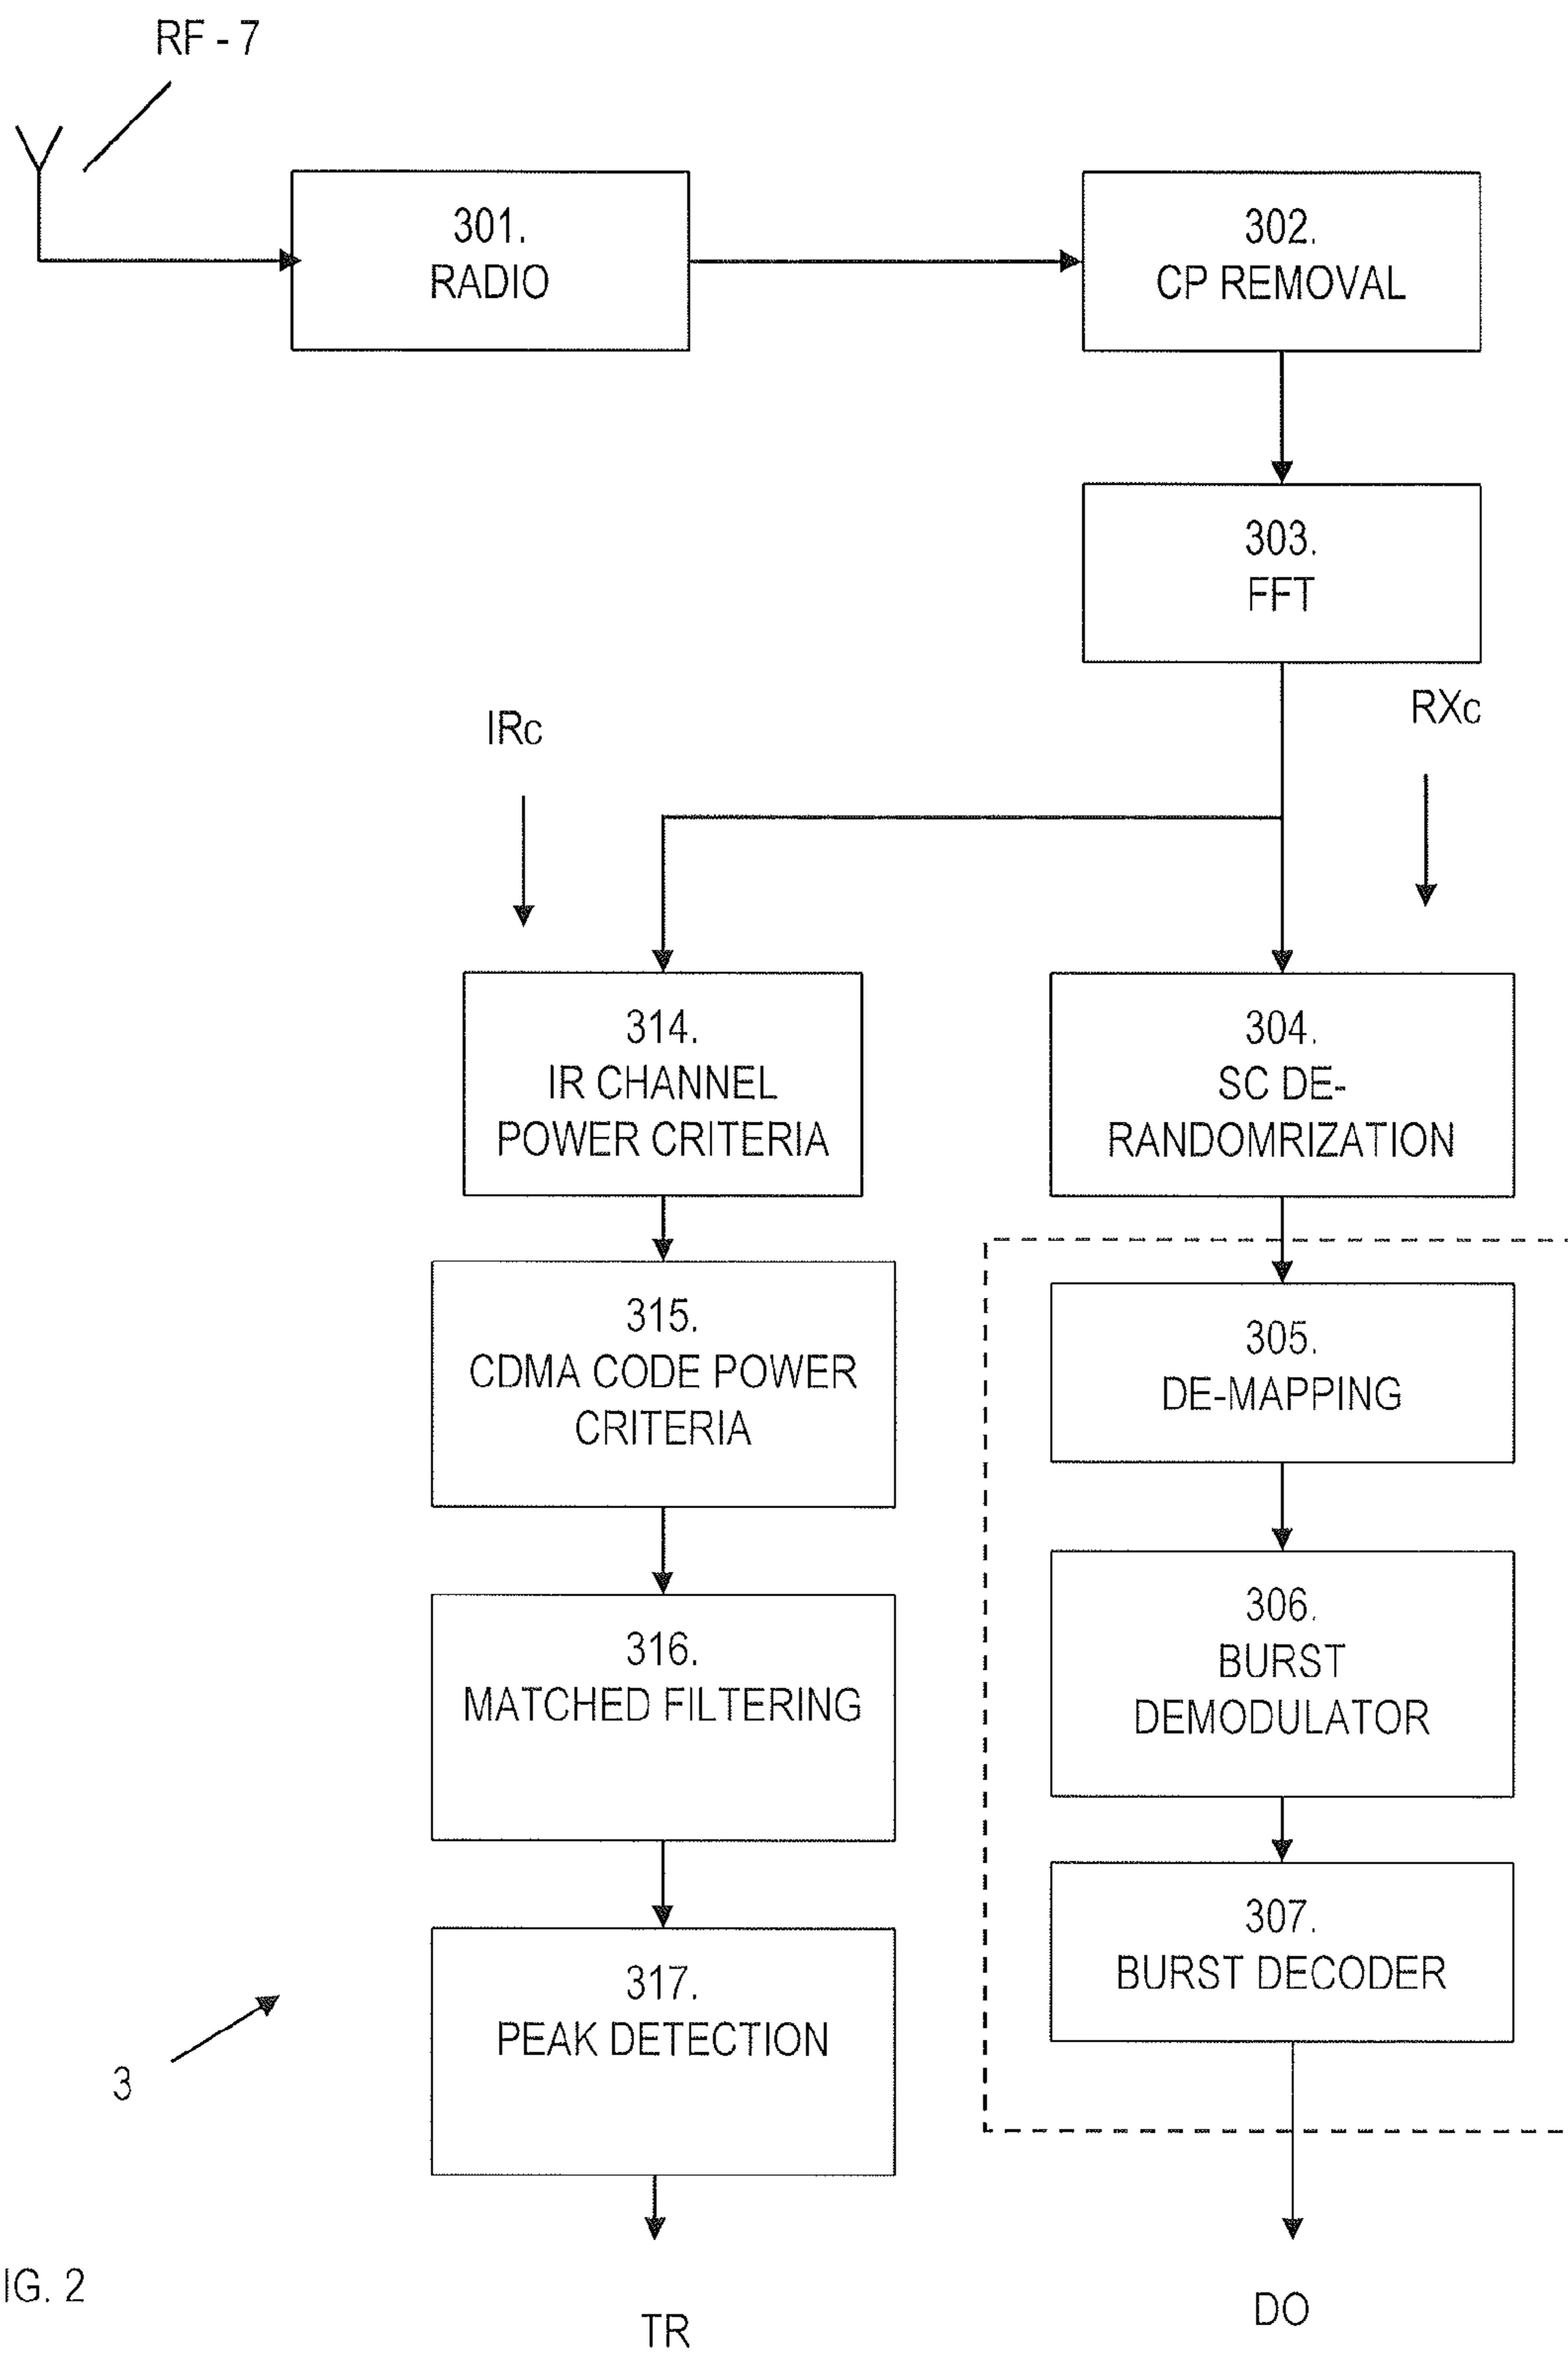 RF - 7
301.
RADIO
302.
CP REMOVAL
303.
FFT
IRc
RXc
314.
IR CHANNEL
POWER CRITERIA
304.
SC DE-
RANDOMRIZATION
315.
CDMA CODE POWER
CRITERIA
305.
DE-MAPPING
316.
MATCHED FILTERING
306.
BURST
DEMODULATOR
317.
PEAK DETECTION
307.
BURST DECODER
3
IG. 2
TR
DO